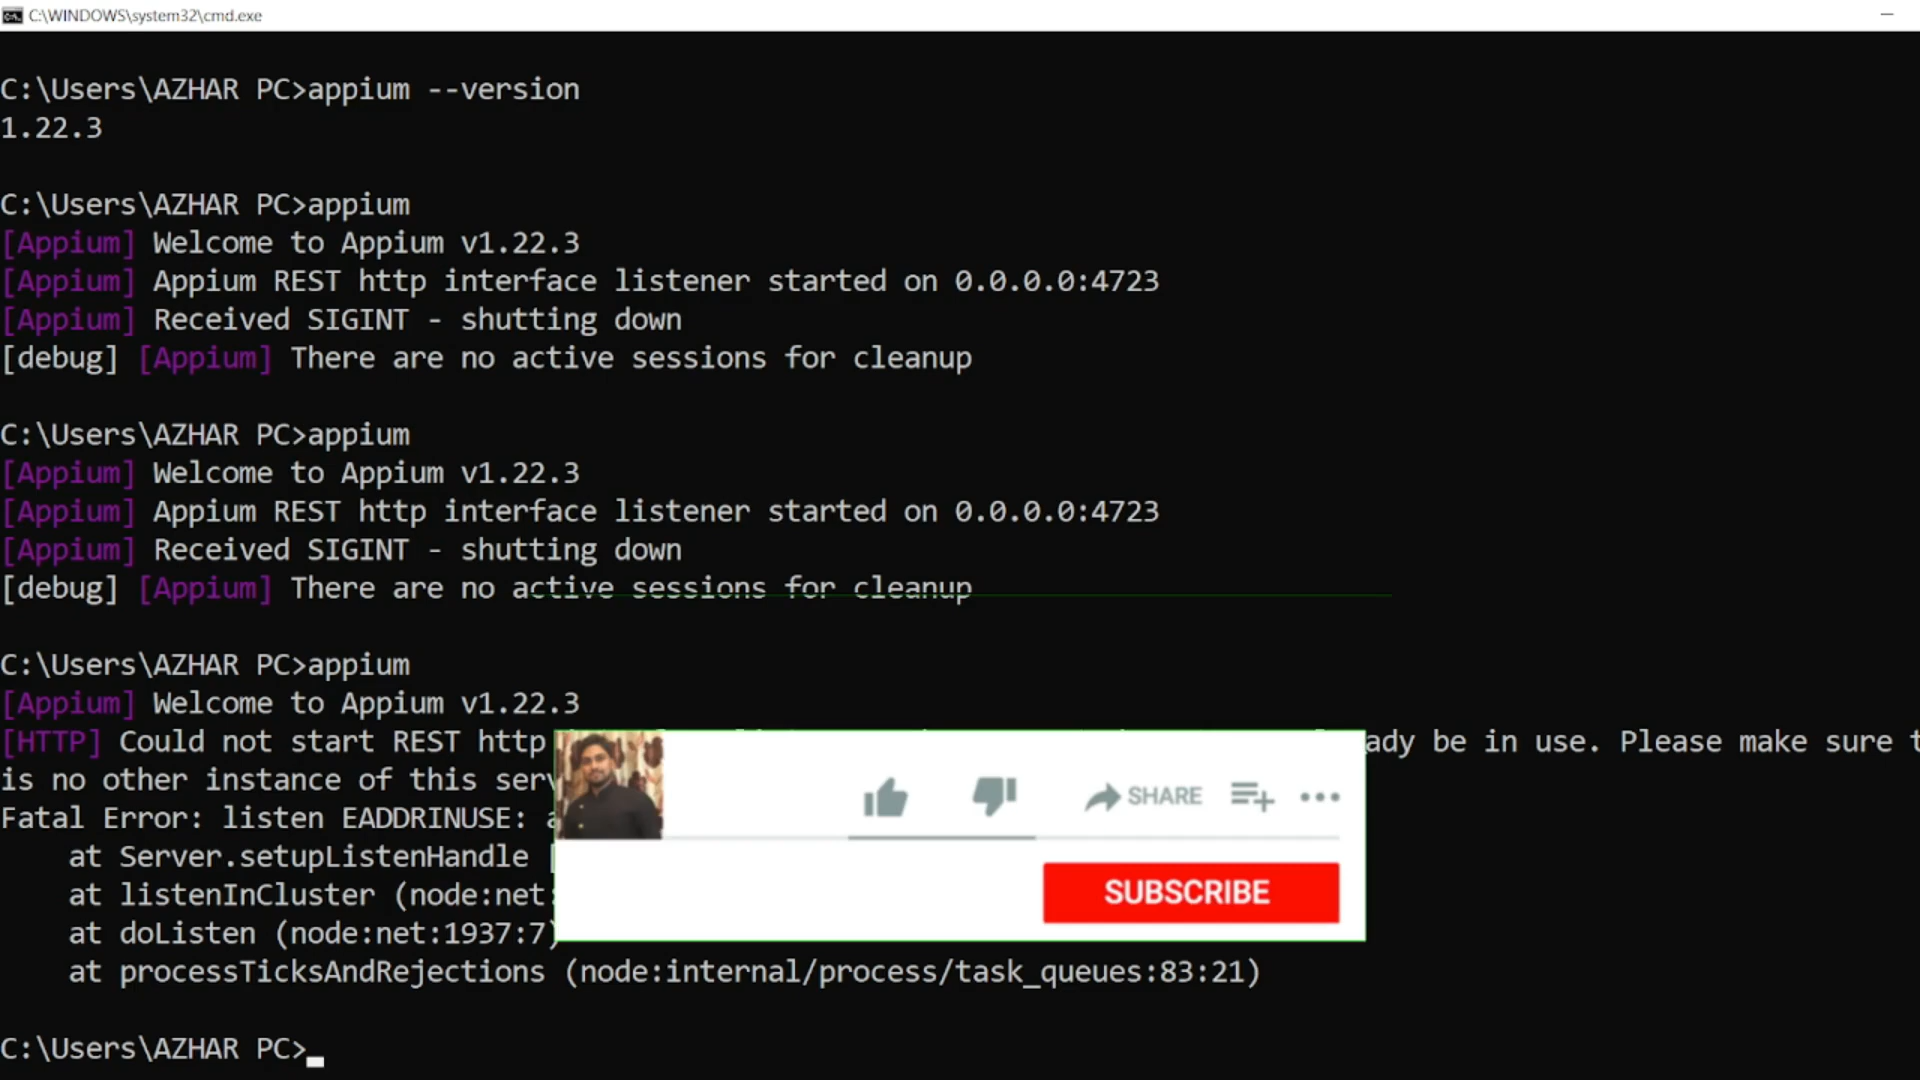 C:\WINDOWS\system32\cmd.exe
C:\Users\AZHAR PC>appium --version
1.22.3
C:\Users\AZHAR PC>appium
[Appium] Welcome to Appium v1.22.3
[Appium] Appium REST http interface listener started on 0.0.0.0:4723
[Appium] Received SIGINT - shutting down
[debug] [Appium] There are no active sessions for cleanup
C:\Users\AZHAR PC>appium
[Appium] Welcome to Appium v1.22.3
[Appium] Appium REST http interface listener started on 0.0.0.0:4723
[Appium] Received SIGINT - shutting down
[debug] [Appium] There are no active sessions for cleanup
C:\Users\AZHAR PC>appium
[Appium] Welcome to Appium v1.22.3
[HTTP] Could not start REST http ady be in use. Please make sure
is no other instance of this
Fatal Error: listen EADDRINUSE:
at Server.setupListenHandle [
at listenInCluster (node:net:
at doListen (node:net:1937:7)
at processTicksAndRejections (node:internal/process/task_queues:83:21)
SHARE
SUBSCRIBE
C:\Users\AZHAR PC>